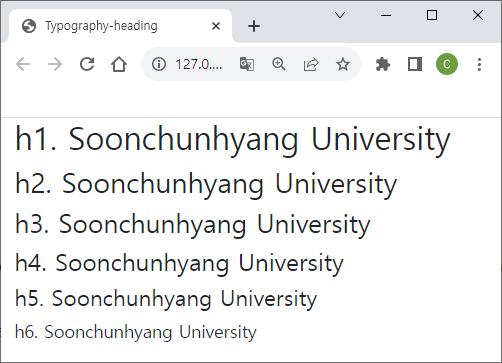 Typography-heading
127.0....
C
h1. Soonchunhyang University
h2. Soonchunhyang University
h3. Soonchunhyang University
h4. Soonchunhyang University
h5. Soonchunhyang University
h6. Soonchunhyang University